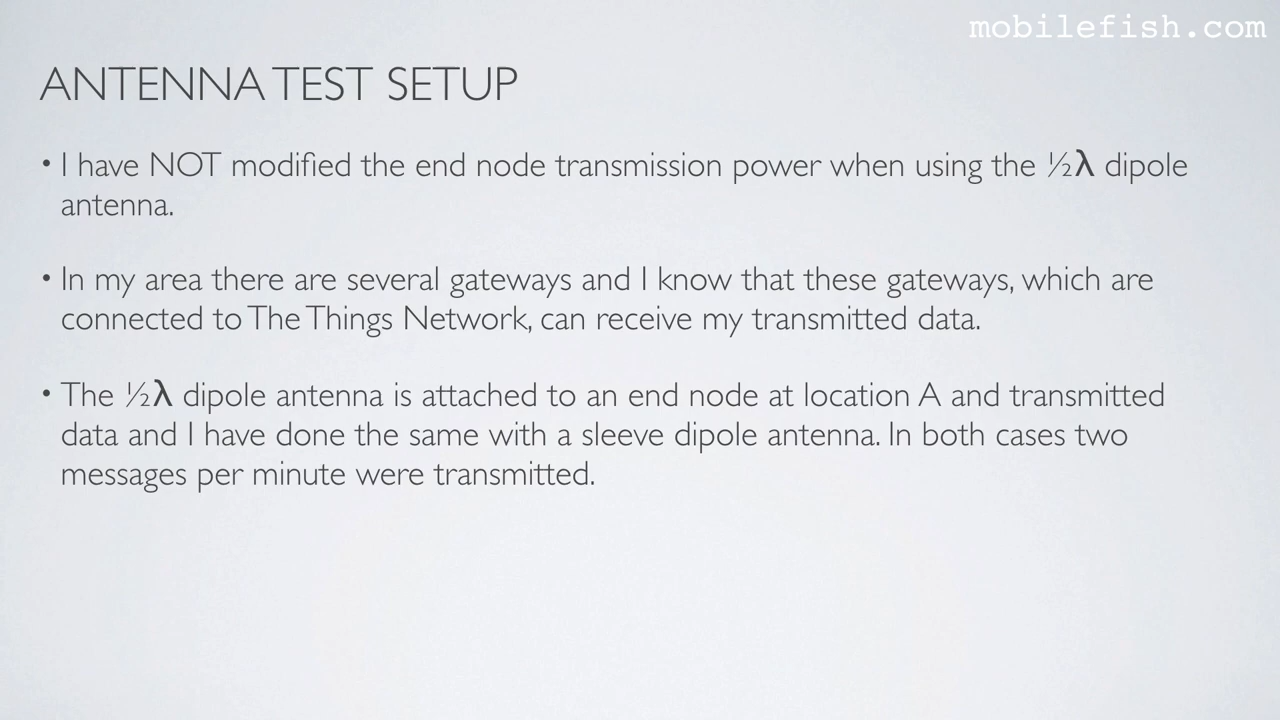 mobilefish.com
ANTENNA TEST SETUP
• I have NOT modified the end node transmission power when using the ½λ dipole
antenna.
• In my area there are several gateways and I know that these gateways, which are
connected to The Things Network, can receive my transmitted data.
• The ½λ dipole antenna is attached to an end node at location A and transmitted
data and I have done the same with a sleeve dipole antenna. In both cases two
messages per minute were transmitted.